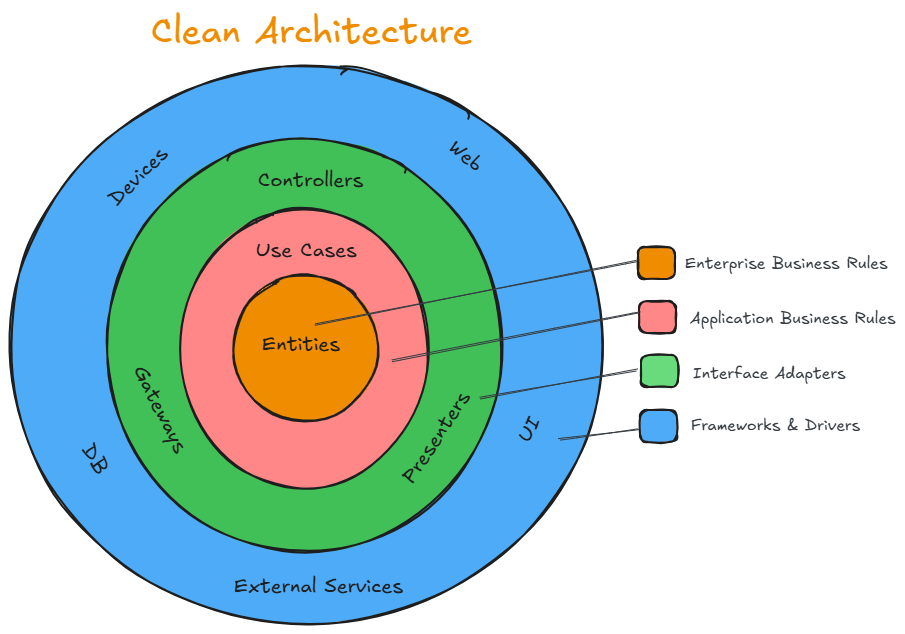 Clean Architecture
Devices
Web
Controllers
Use Cases
Entities
Gateways
Presenters
DB
UI
External Services
Enterprise Business Rules
Application Business Rules
Interface Adapters
Frameworks & Drivers